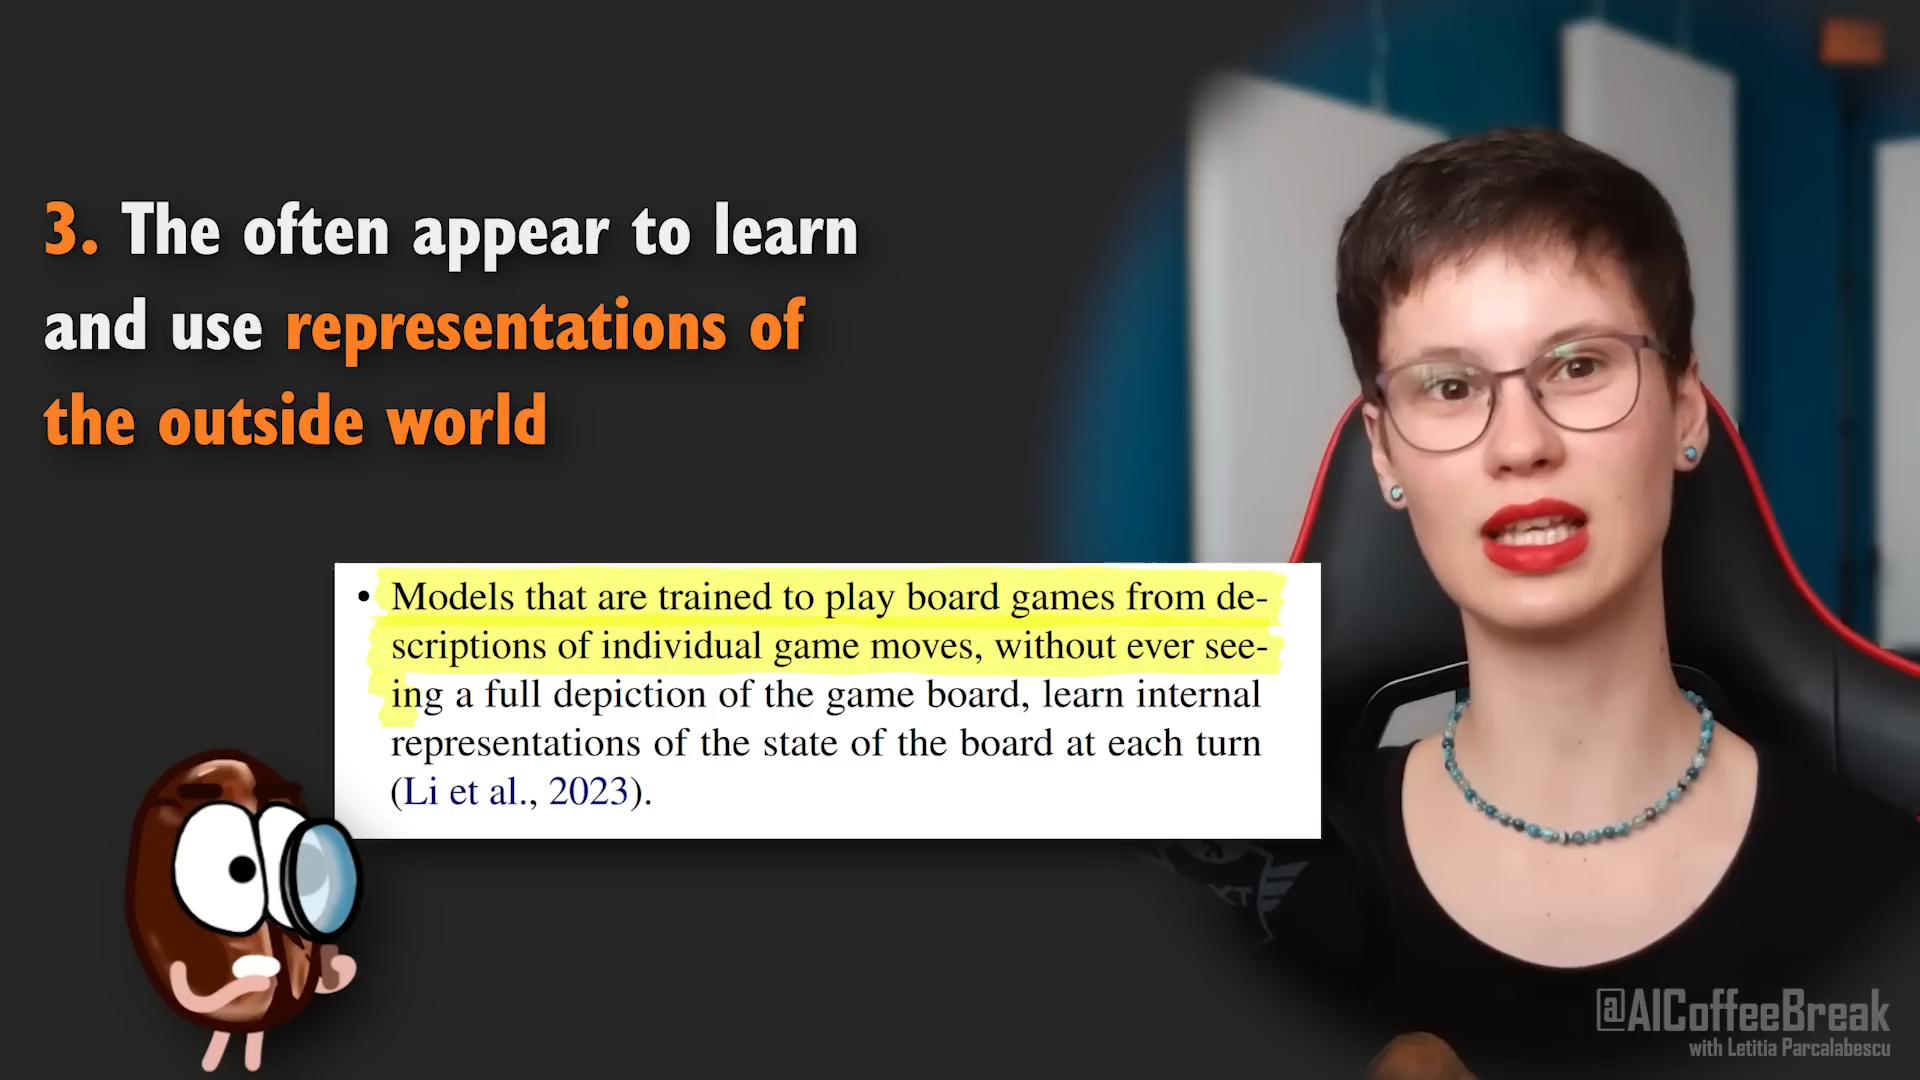 3. The often appear to learn
and use representations of
the outside world
• Models that are trained to play board games from de-
scriptions of individual game moves, without ever see-
ing a full depiction of the game board, learn internal
representations of the state of the board at each turn
(Li et al., 2023).
XT
@AICoffeeBreak
with Letitia Parcalabescu